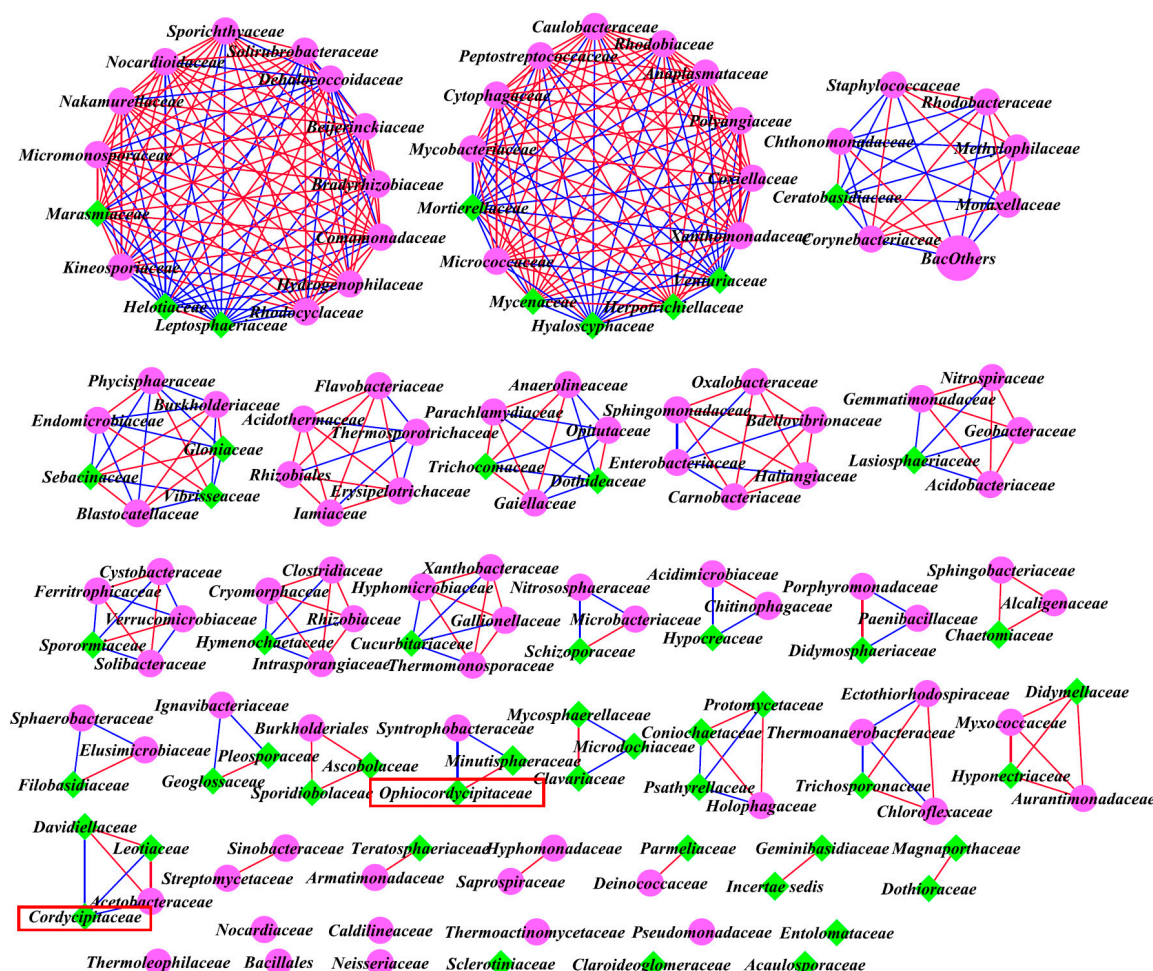 Sporichthyaceae
Solirubrobacteraceae
Nocardioidaceae
Dehalococcoidaceae
Nakamurellaceae
Beijerinckiaceae
Micromonosporaceae
Bradyrhizobiaceae
Marasmiaceae
Comamonadaceae
Kineosporiaceae
Hydrogenophilaceae
Helotiaceae
Rhodocyclaceae
Leptosphaeriaceae
Caulobacteraceae
Rhodobiaceae
Peptostreptococcaceae
Anaplasmataceae
Cytophagaceae
Polyangiaceae
Mycobacteriaceae
Coxiellaceae
Mortierellaceae
Xanthomonadaceae
Micrococcaceae
Venturiaceae
Mycenaceae
Herpotrichiellaceae
Hyaloscyphaceae
Staphylococcaceae
Rhodobacteraceae
Chthonomonadaceae
Methylophilaceae
Ceratobasidiaceae
Moraxellaceae
Corynebacteriaceae
BacOthers
Phycisphaeraceae
Burkholderiaceae
Endomicrobiaceae
Gloniaceae
Sebacinaceae
Vibrisseaceae
Blastocatellaceae
Flavobacteriaceae
Acidothermaceae
Thermosporotrichaceae
Rhizobiales
Erysipelotrichaceae
Iamiaceae
Anaerolineaceae
Parachlamydiaceae
Opitutaceae
Trichocomaceae
Dothideaceae
Gaiellaceae
Oxalobacteraceae
Sphingomonadaceae
Bdellovibrionaceae
Enterobacteriaceae
Haliangiaceae
Carnobacteriaceae
Nitrospiraceae
Gemmatimonadaceae
Geobacteraceae
Lasiosphaeriaceae
Acidobacteriaceae
Cystobacteraceae
Ferritrophicaceae
Verrucomicrobiaceae
Sporormiaceae
Solibacteraceae
Clostridiaceae
Cryomorphaceae
Rhizobiaceae
Hymenochaetaceae
Intrasporangiaceae
Xanthobacteraceae
Hyphomicrobiaceae
Gallionellaceae
Cucurbitariaceae
Thermomonosporaceae
Nitrososphaeraceae
Microbacteriaceae
Schizoporaceae
Acidimicrobiaceae
Chitinophagaceae
Hypocreaceae
Porphyromonadaceae
Paenibacillaceae
Didymosphaeriaceae
Sphingobacteriaceae
Alcaligenaceae
Chaetomiaceae
Sphaerobacteraceae
Elusimicrobiaceae
Filobasidiaceae
Ignavibacteriaceae
Pleosporaceae
Geoglossaceae
Burkholderiales
Ascobolaceae
Sporidiobolaceae
Syntrophobacteraceae
Minutisphaeraceae
Ophiocordycipitaceae
Mycosphaerellaceae
Microdochiaceae
Clavariaceae
Protomycetaceae
Coniochaetaceae
Psathyrellaceae
Holophagaceae
Ectothiorhodospiraceae
Thermoanaerobacteraceae
Trichosporonaceae
Chloroflexaceae
Didymellaceae
Myxococcaceae
Hyponectriaceae
Aurantimonadaceae
Davidiellaceae
Leotiaceae
Acetobacteraceae
Cordycipitaceae
Sinobacteraceae
Streptomycetaceae
Teratosphaeriaceae
Armatimonadaceae
Hyphomonadaceae
Saprospiraceae
Parmeliaceae
Deinococcaceae
Geminibasidiaceae
Incertae sedis
Magnaporthaceae
Dothioraceae
Nocardiaceae
Caldilineaceae
Thermoactinomycetaceae
Pseudomonadaceae
Entolomataceae
Thermoleophilaceae
Bacillales
Neisseriaceae
Sclerotiniaceae
Claroideoglomeraceae
Acaulosporaceae